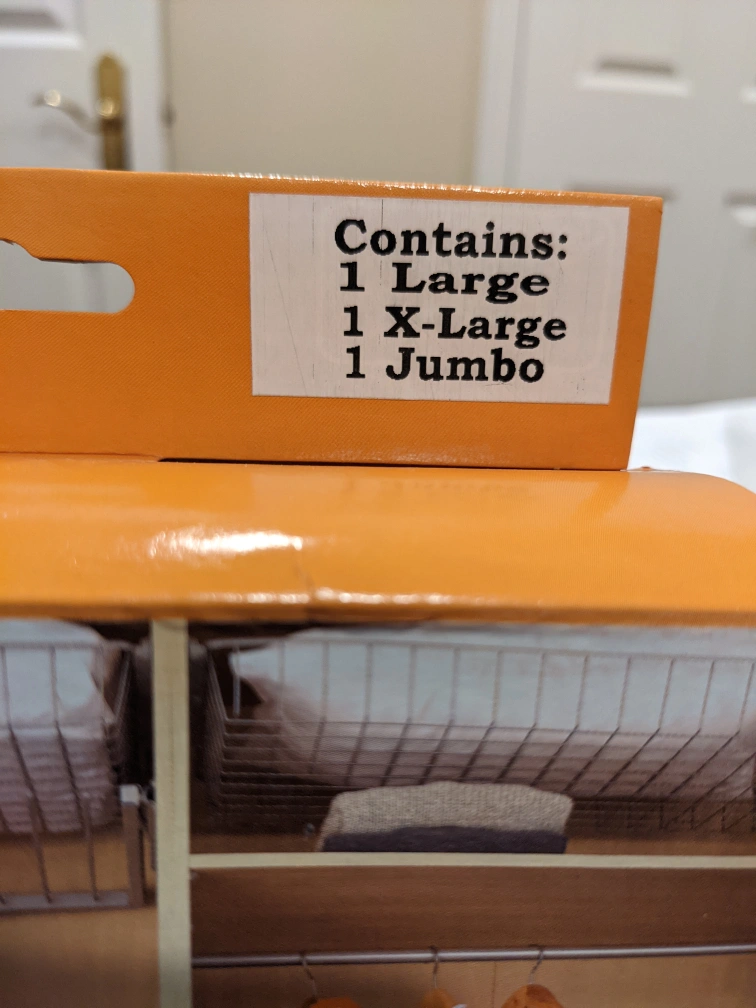 Contains:
1 Large
1 X-Large
1 Jumbo